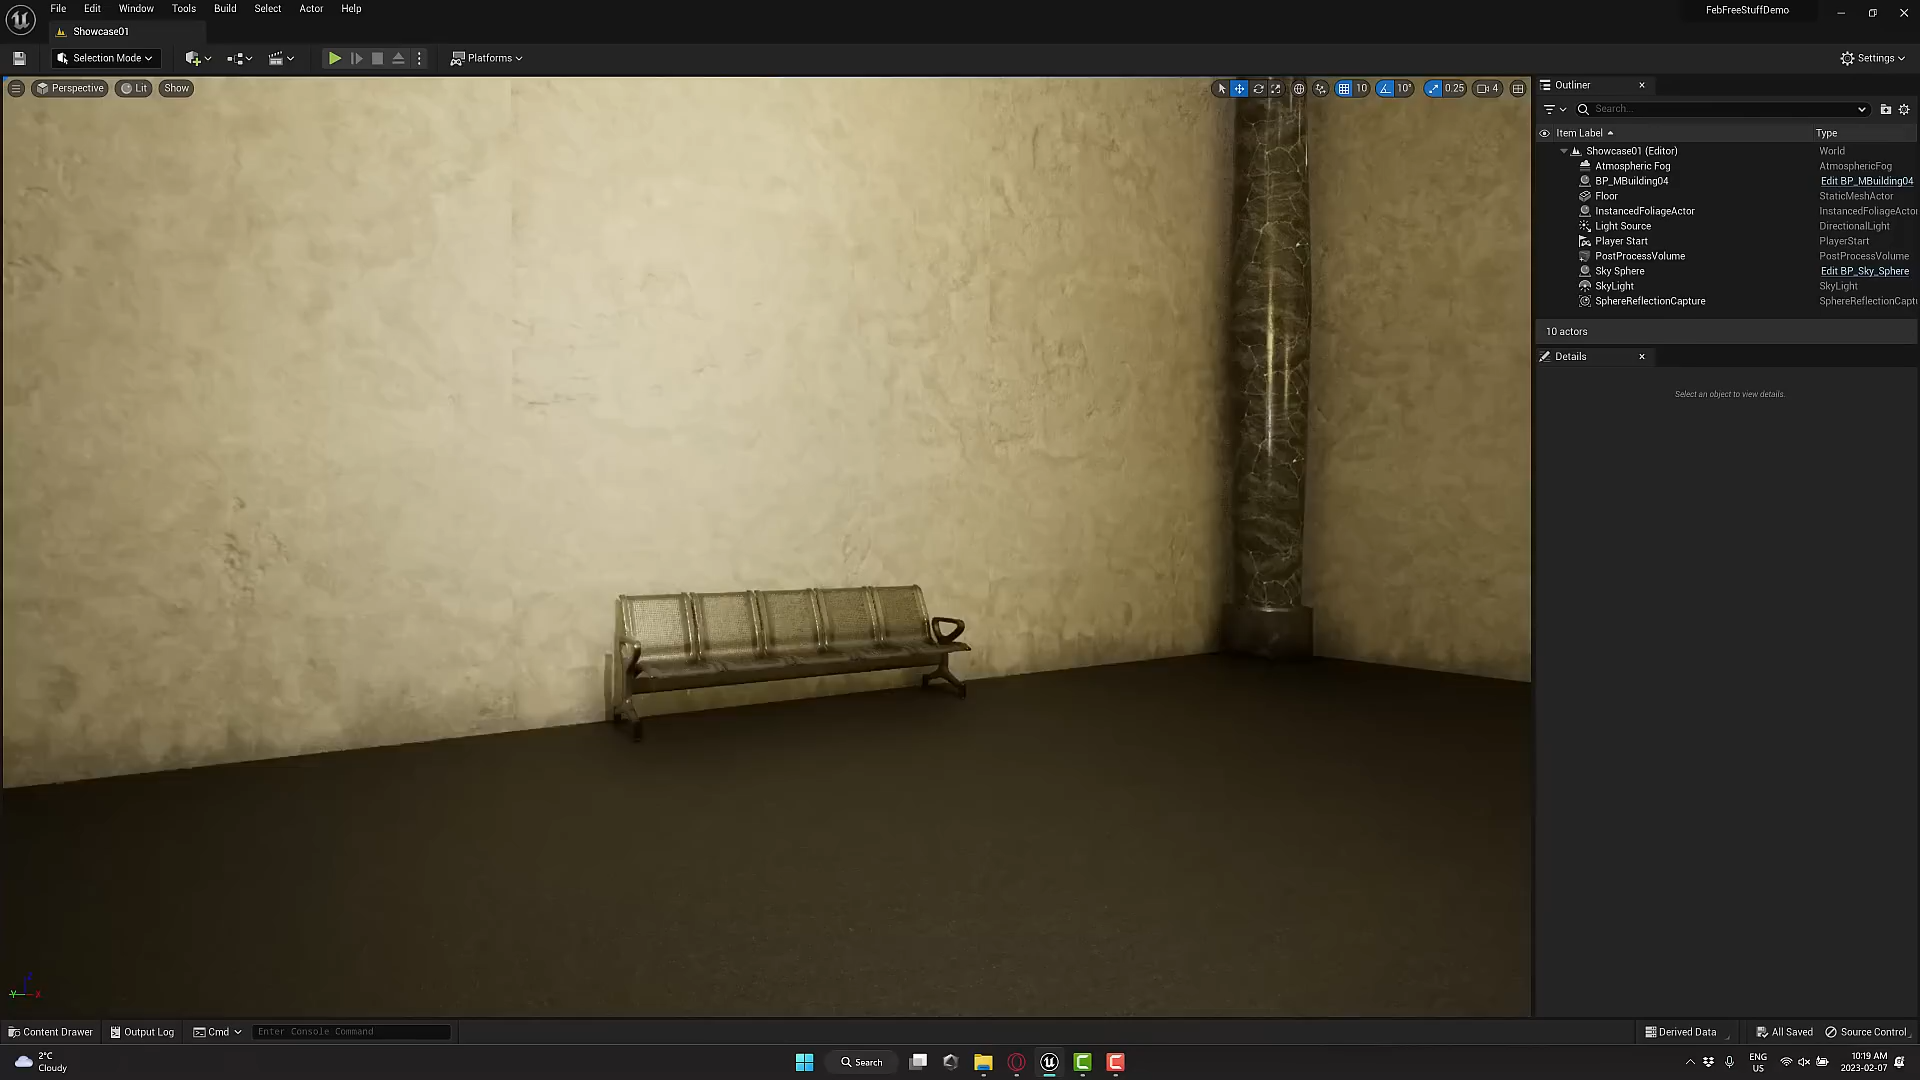 File Edit Window Tools Build Select Actor Help
FebFreeStuffDemo
Showcase01
Selection Mode
Platforms
Settings
Perspective Lit Show
10 10° 0.25 4
Outliner
Search...
Item Label Type
Showcase01 (Editor) World
Atmospheric Fog AtmosphericFog
BP_MBuilding04 Edit BP_MBuilding04
Floor StaticMeshActor
InstancedFoliageActor InstancedFoliageActo
Light Source DirectionalLight
Player Start PlayerStart
PostProcessVolume PostProcessVolume
Sky Sphere Edit BP_Sky_Sphere
SkyLight SkyLight
SphereReflectionCapture SphereReflectionCapt
10 actors
Details
Select an object to view details.
Content Drawer Output Log Cmd Enter Console Command
Derived Data All Saved Source Control
2°C
Cloudy
Search
ENG
US
10:19 AM
2023-02-07